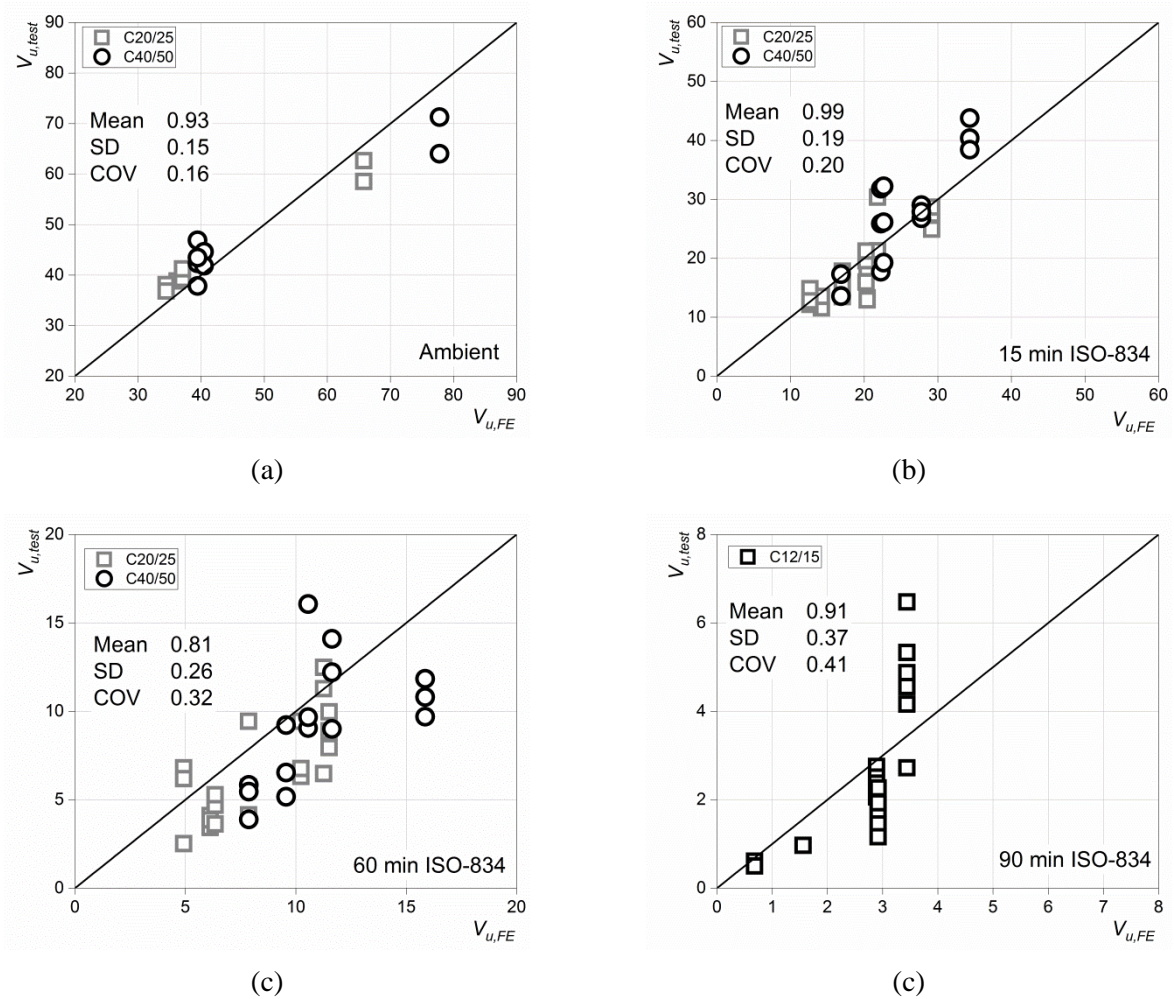 V_u,test
90
80
70
60
50
40
30
20
C20/25
C40/50
Mean 0.93
SD 0.15
COV 0.16
Ambient
20 30 40 50 60 70 80 90
V_u,FE
(a)
V_u,test
60
50
40
30
20
10
0
C20/25
C40/50
Mean 0.99
SD 0.19
COV 0.20
15 min ISO-834
0 10 20 30 40 50 60
V_u,FE
(b)
V_u,test
20
15
10
5
0
C20/25
C40/50
Mean 0.81
SD 0.26
COV 0.32
60 min ISO-834
0 5 10 15 20
V_u,FE
(c)
V_u,test
8
6
4
2
0
C12/15
Mean 0.91
SD 0.37
COV 0.41
90 min ISO-834
0 1 2 3 4 5 6 7 8
V_u,FE
(c)